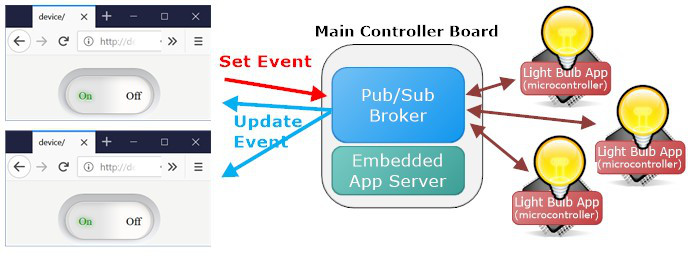 device/
http://d
On
Off
device/
http://d
On
Off
Set Event
Update
Event
Main Controller Board
Pub/Sub
Broker
Embedded
App Server
Light Bulb App
(microcontroller)
Light Bulb App
(microcontroller)
Light Bulb App
(microcontroller)